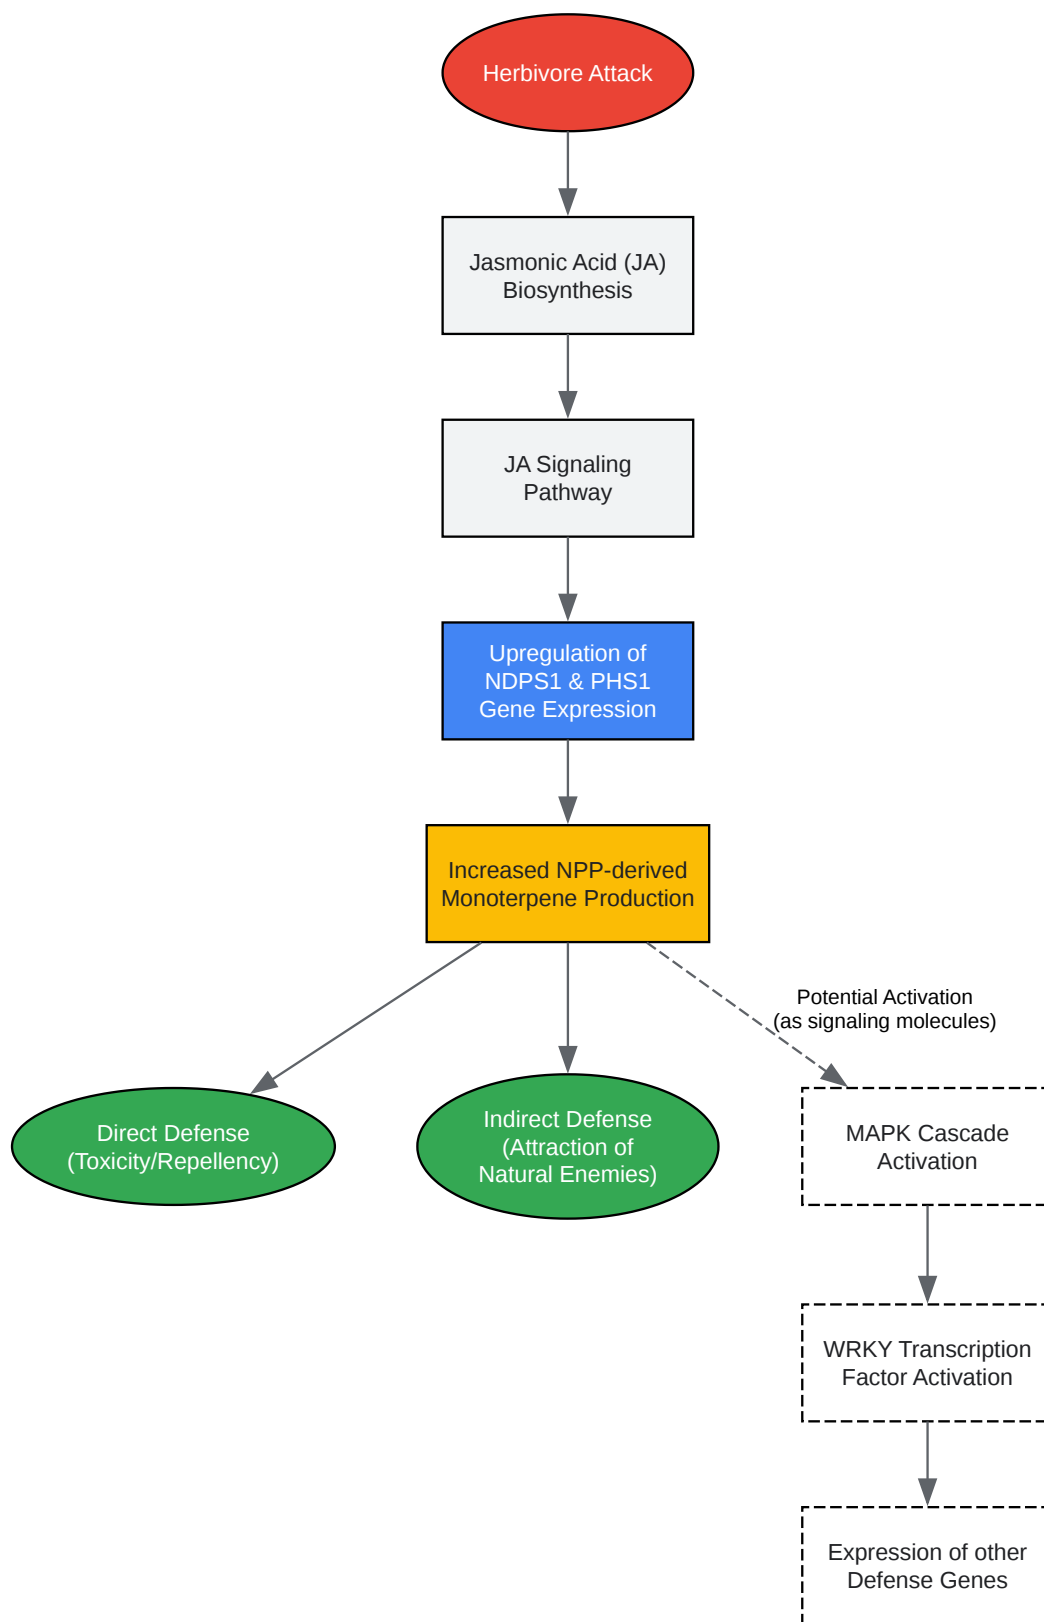 Herbivore Attack
Jasmonic Acid (JA)
Biosynthesis
JA Signaling
Pathway
Upregulation of
NDPS1 & PHS1
Gene Expression
Increased NPP-derived
Monoterpene Production
Potential Activation
(as signaling molecules)
Direct Defense
(Toxicity/Repellency)
Indirect Defense
(Attraction of
Natural Enemies)
MAPK Cascade
Activation
WRKY Transcription
Factor Activation
Expression of other
Defense Genes